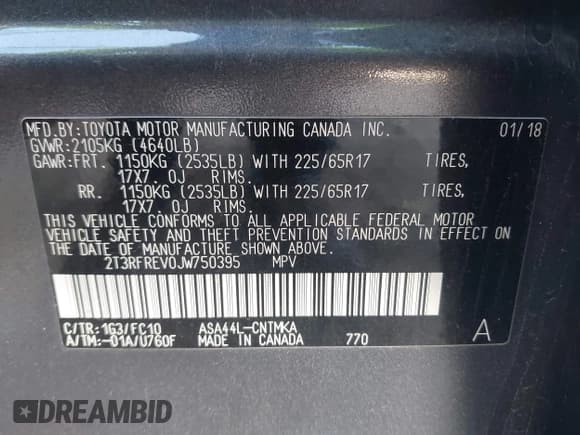 MFD.BY:TOYOTA MOTOR MANUFACTURING CANADA INC. 01/18
GVWR:2105KG (4640LB)
GAWR:FRT. 1150KG (2535LB) WITH 225/65R17 TIRES,
17X7.0J RIMS.
RR. 1150KG (2535LB) WITH 225/65R17 TIRES,
17X7.0J RIMS.
THIS VEHICLE CONFORMS TO ALL APPLICABLE FEDERAL MOTOR
VEHICLE SAFETY AND THEFT PREVENTION STANDARDS IN EFFECT ON
THE DATE OF MANUFACTURE SHOWN ABOVE.
2T3RFREV0JW750395 MPV
C/TR:1G3/FC10 ASA44L-CNTMKA A
A/TM:-01A/U760F MADE IN CANADA 770
DREAMBID